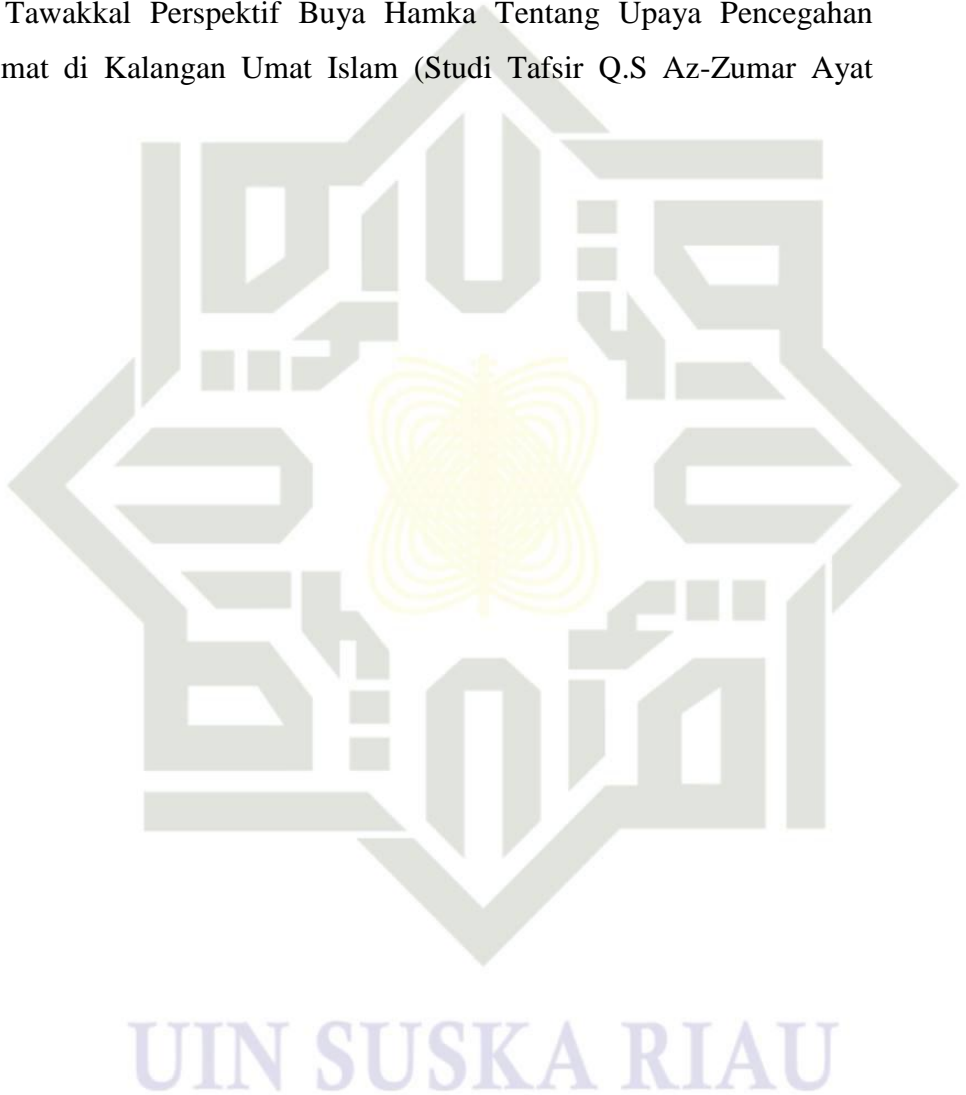 Tawakkal Perspektif Buya Hamka Tentang Upaya Pencegahan
mat di Kalangan Umat Islam (Studi Tafsir Q.S Az-Zumar Ayat
UIN SUSKA RIAU